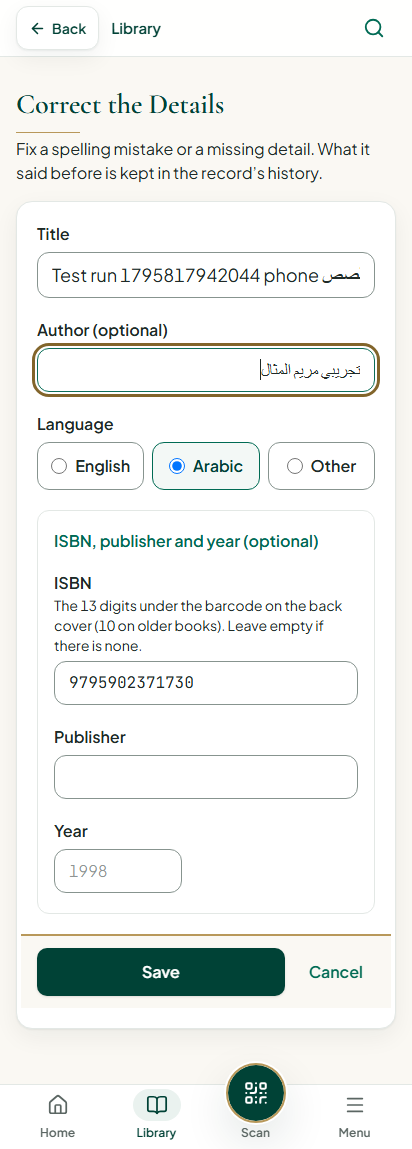 Back
Library
Correct the Details
Fix a spelling mistake or a missing detail. What it
said before is kept in the record's history.
Title
Test run 1795817942044 phone قصص
Author (optional)
تجريبي مريم المثال
Language
English
Arabic
Other
ISBN, publisher and year (optional)
ISBN
The 13 digits under the barcode on the back
cover (10 on older books). Leave empty if
there is none.
9795902371730
Publisher
Year
1998
Save
Cancel
Home
Library
Scan
Menu